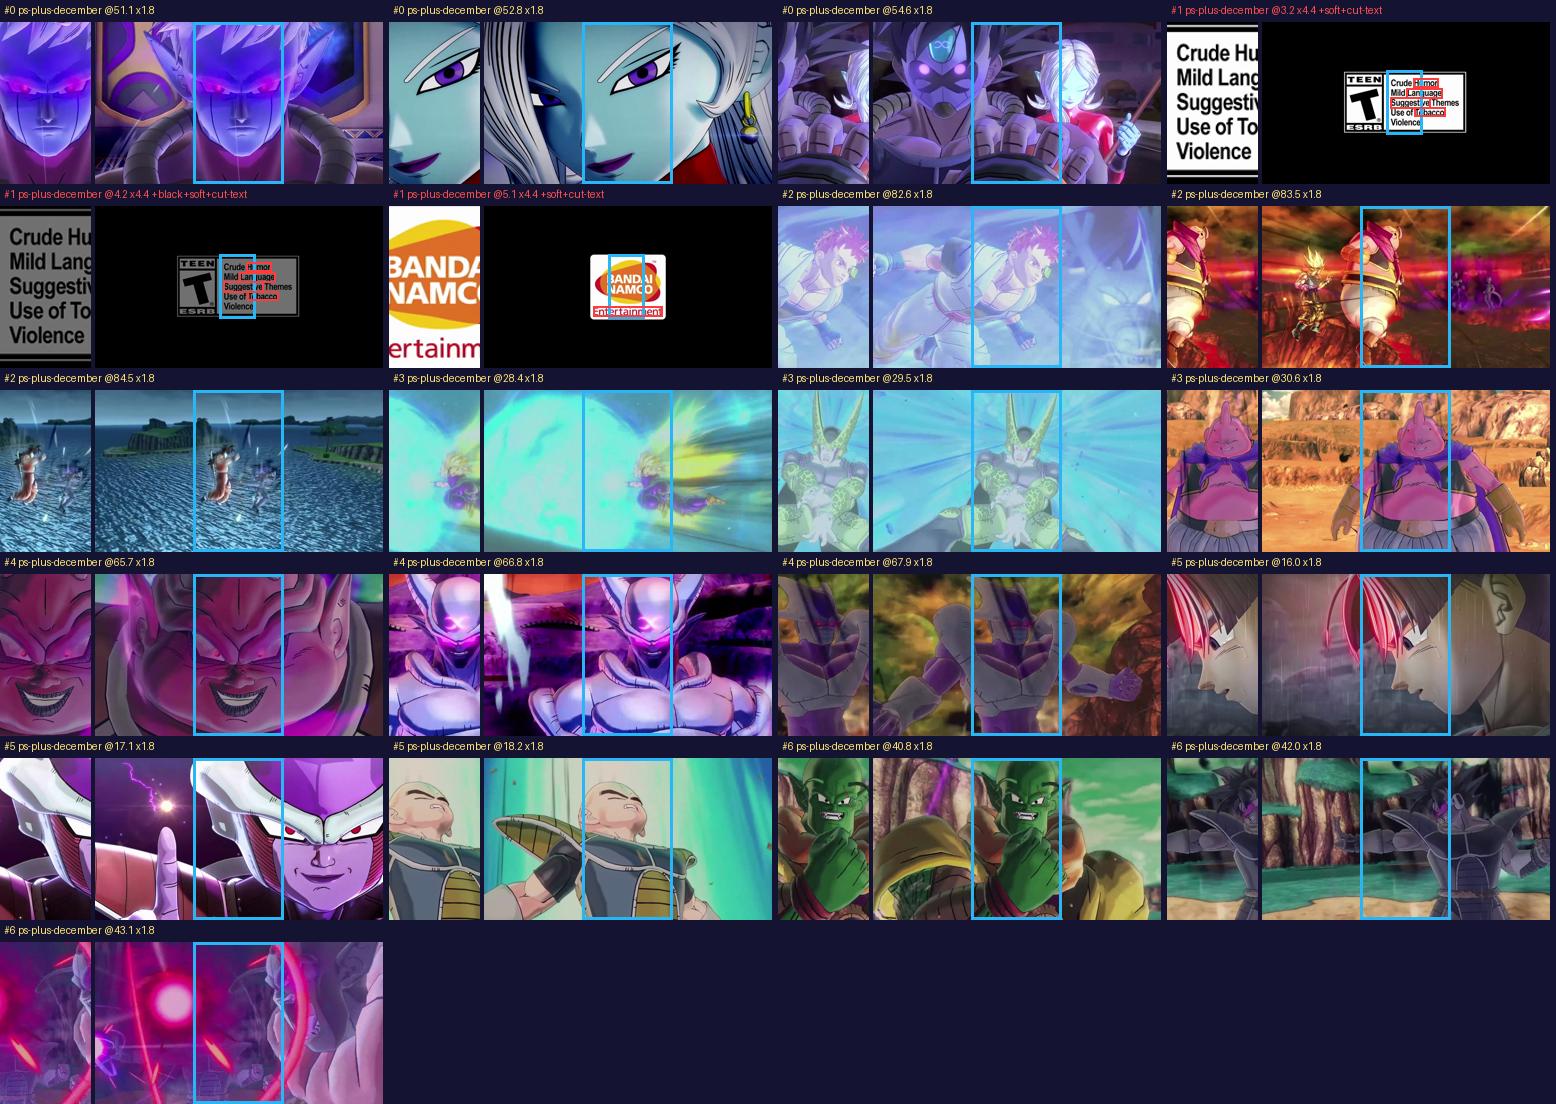 #0 ps-plus-december @51.1 x1.8
#0 ps-plus-december @52.8 x1.8
#0 ps-plus-december @54.6 x1.8
#1 ps-plus-december @3.2 x4.4 +soft+cut-text
Crude Hu
Mild Lang
Suggestiv
Use of To
Violence
TEEN
T
ESRB
Crude Humor
Mild Language
Suggestive Themes
Use of Tobacco
Violence
#1 ps-plus-december @4.2 x4.4 +black+soft+cut-text
#1 ps-plus-december @5.1 x4.4 +soft+cut-text
#2 ps-plus-december @82.6 x1.8
#2 ps-plus-december @83.5 x1.8
Crude Hu
Mild Lang
Suggestiv
Use of To
Violence
TEEN
T
ESRB
Crude Humor
Mild Language
Suggestive Themes
Use of Tobacco
Violence
BANDA
NAMC
ertainm
BANDAI
NAMCO
Entertainment
#2 ps-plus-december @84.5 x1.8
#3 ps-plus-december @28.4 x1.8
#3 ps-plus-december @29.5 x1.8
#3 ps-plus-december @30.6 x1.8
#4 ps-plus-december @65.7 x1.8
#4 ps-plus-december @66.8 x1.8
#4 ps-plus-december @67.9 x1.8
#5 ps-plus-december @16.0 x1.8
#5 ps-plus-december @17.1 x1.8
#5 ps-plus-december @18.2 x1.8
#6 ps-plus-december @40.8 x1.8
#6 ps-plus-december @42.0 x1.8
#6 ps-plus-december @43.1 x1.8